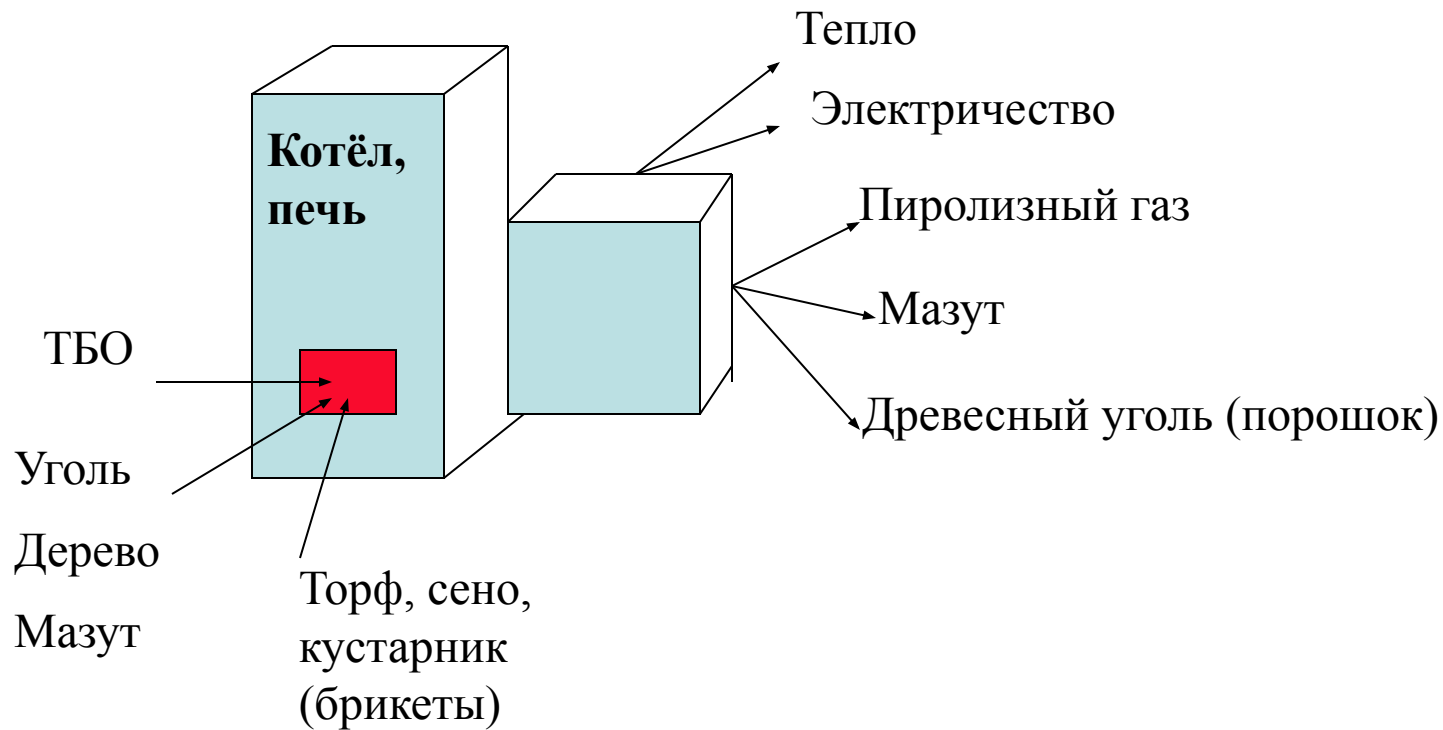 Тепло
Электричество
Котёл,
печь
Пиролизный газ
Мазут
ТБО
Древесный уголь (порошок)
Уголь
Дерево
Мазут
Торф, сено,
кустарник
(брикеты)